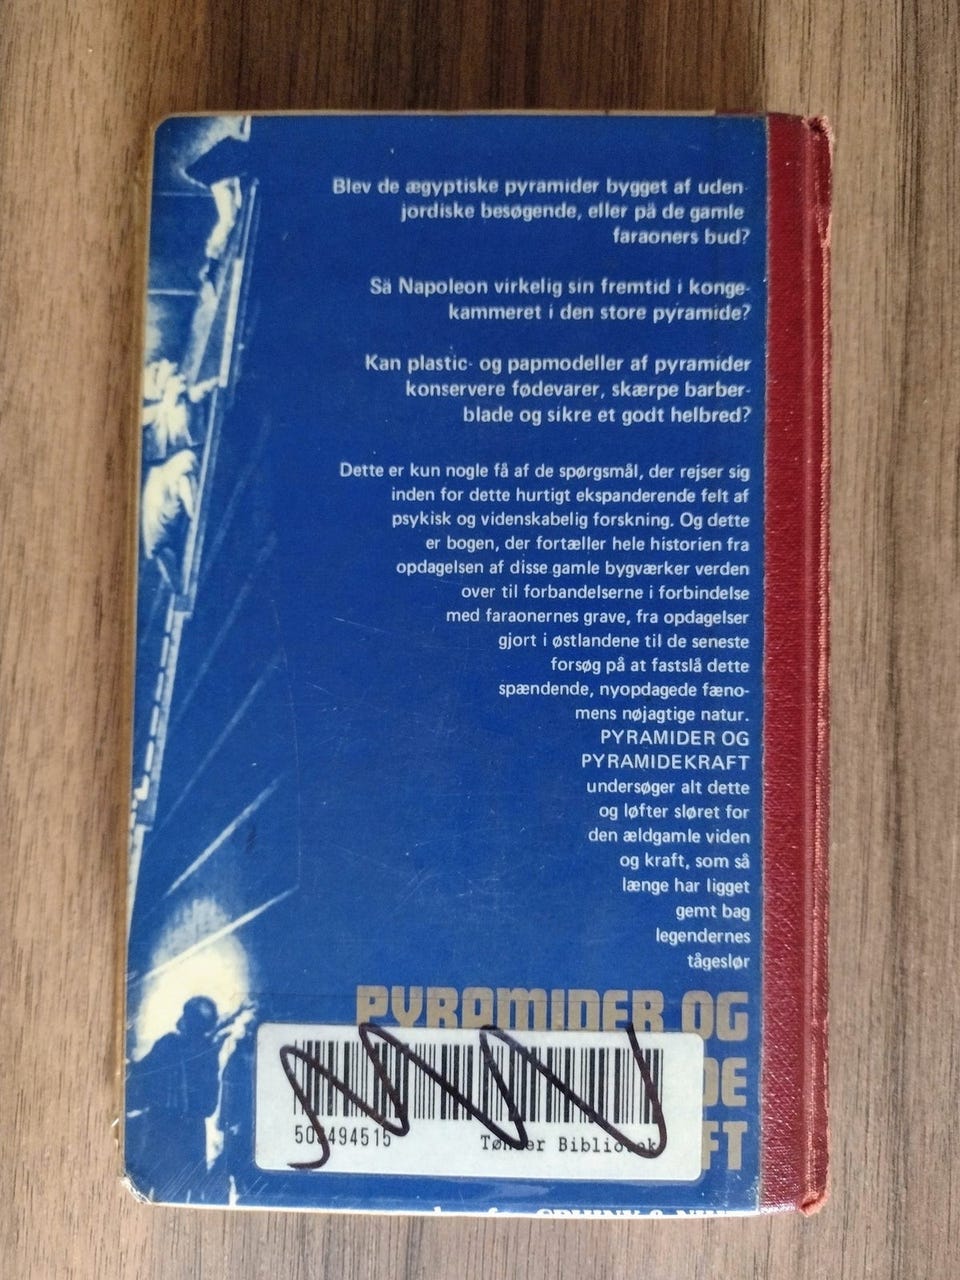 Blev de ægyptiske pyramider bygget af uden-
jordiske besøgende, eller på de gamle
faraoners bud?
Så Napoleon virkelig sin fremtid i konge-
kammeret i den store pyramide?
Kan plastic- og papmodeller af pyramider
konservere fødevarer, skærpe barber-
blade og sikre et godt helbred?
Dette er kun nogle få af de spørgsmål, der rejser sig
inden for dette hurtigt ekspanderende felt af
psykisk og videnskabelig forskning. Og dette
er bogen, der fortæller hele historien fra
opdagelsen af disse gamle bygværker verden
over til forbandelserne i forbindelse
med faraonernes grave, fra opdagelser
gjort i østlandene til de seneste
forsøg på at fastslå dette
spændende, nyopdagede fæno-
mens nøjagtige natur.
PYRAMIDER OG
PYRAMIDEKRAFT
undersøger alt dette
og løfter sløret for
den ældgamle viden
og kraft, som så
længe har ligget
gemt bag
legendernes
tågeslør
PYRAMIDER OG
DE
FT
Tønder Bibliotek